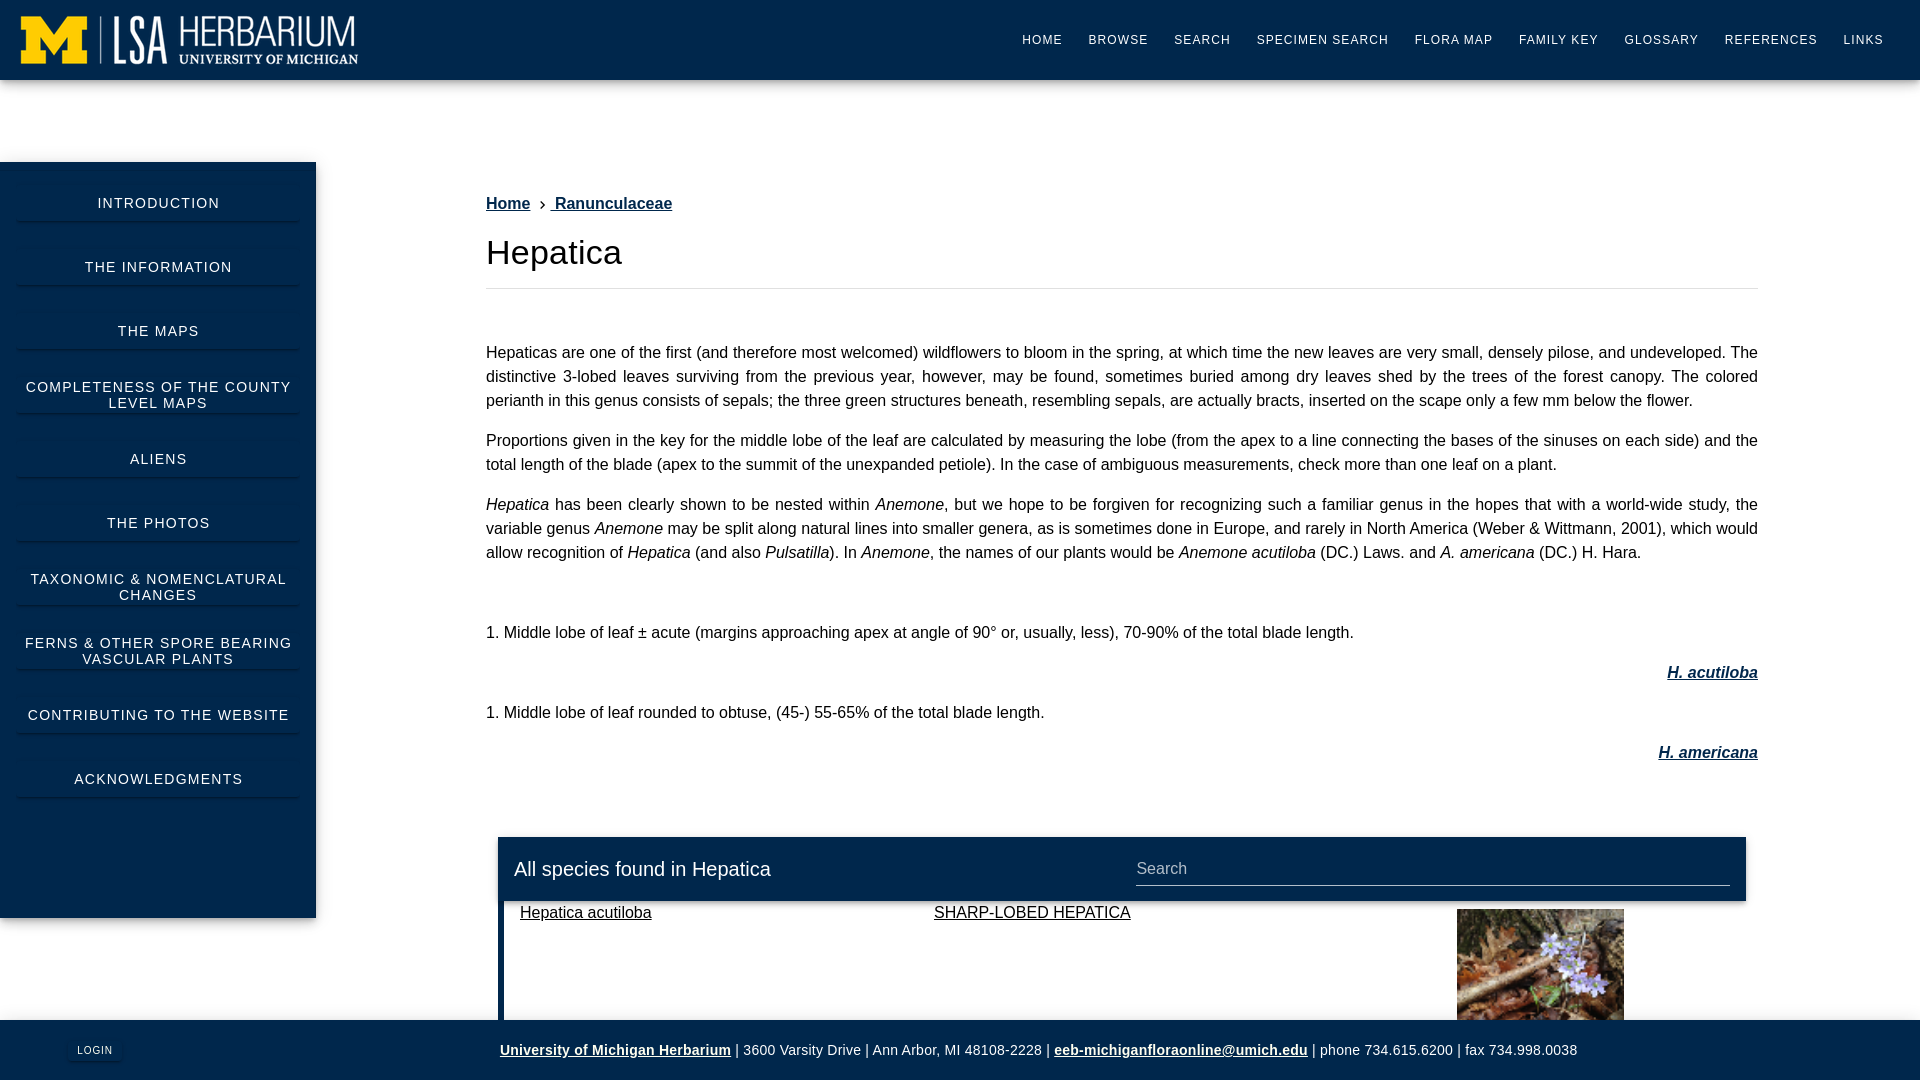 M LSA HERBARIUM
UNIVERSITY OF MICHIGAN
HOME BROWSE SEARCH SPECIMEN SEARCH FLORA MAP FAMILY KEY GLOSSARY REFERENCES LINKS
INTRODUCTION
THE INFORMATION
THE MAPS
COMPLETENESS OF THE COUNTY
LEVEL MAPS
ALIENS
THE PHOTOS
TAXONOMIC & NOMENCLATURAL
CHANGES
FERNS & OTHER SPORE BEARING
VASCULAR PLANTS
CONTRIBUTING TO THE WEBSITE
ACKNOWLEDGMENTS
Home › Ranunculaceae
Hepatica
Hepaticas are one of the first (and therefore most welcomed) wildflowers to bloom in the spring, at which time the new leaves are very small, densely pilose, and undeveloped. The
distinctive 3-lobed leaves surviving from the previous year, however, may be found, sometimes buried among dry leaves shed by the trees of the forest canopy. The colored
perianth in this genus consists of sepals; the three green structures beneath, resembling sepals, are actually bracts, inserted on the scape only a few mm below the flower.
Proportions given in the key for the middle lobe of the leaf are calculated by measuring the lobe (from the apex to a line connecting the bases of the sinuses on each side) and the
total length of the blade (apex to the summit of the unexpanded petiole). In the case of ambiguous measurements, check more than one leaf on a plant.
Hepatica has been clearly shown to be nested within Anemone, but we hope to be forgiven for recognizing such a familiar genus in the hopes that with a world-wide study, the
variable genus Anemone may be split along natural lines into smaller genera, as is sometimes done in Europe, and rarely in North America (Weber & Wittmann, 2001), which would
allow recognition of Hepatica (and also Pulsatilla). In Anemone, the names of our plants would be Anemone acutiloba (DC.) Laws. and A. americana (DC.) H. Hara.
1. Middle lobe of leaf ± acute (margins approaching apex at angle of 90° or, usually, less), 70-90% of the total blade length.
H. acutiloba
1. Middle lobe of leaf rounded to obtuse, (45-) 55-65% of the total blade length.
H. americana
All species found in Hepatica
Search
Hepatica acutiloba SHARP-LOBED HEPATICA
LOGIN
University of Michigan Herbarium | 3600 Varsity Drive | Ann Arbor, MI 48108-2228 | eeb-michiganfloraonline@umich.edu | phone 734.615.6200 | fax 734.998.0038